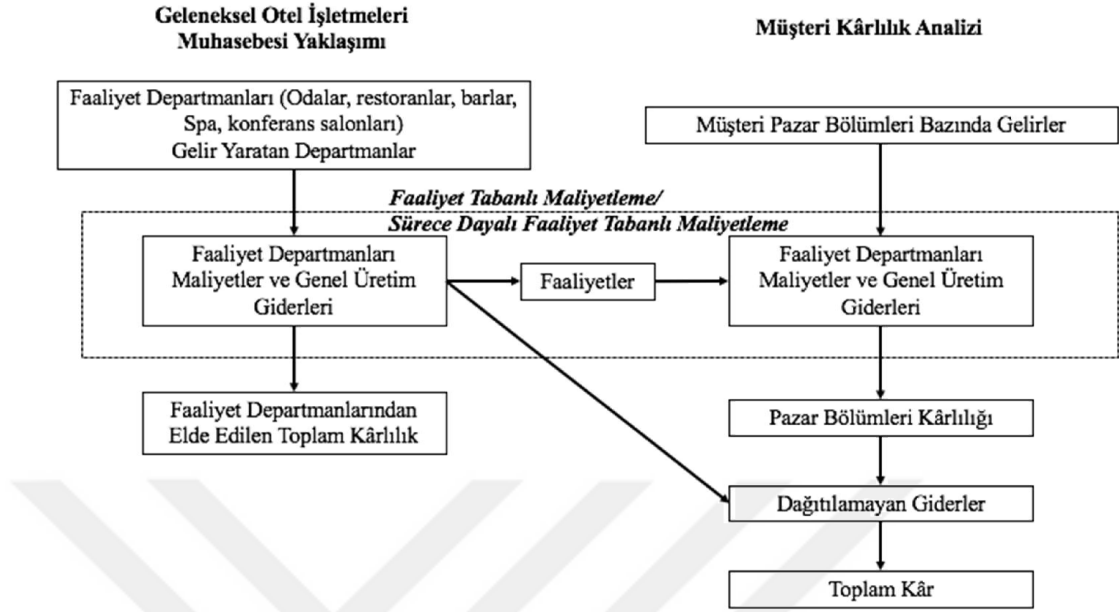 Geleneksel Otel İşletmeleri
Muhasebesi Yaklaşımı
Müşteri Kârlılık Analizi
Faaliyet Departmanları (Odalar, restoranlar, barlar,
Spa, konferans salonları)
Gelir Yaratan Departmanlar
Müşteri Pazar Bölümleri Bazında Gelirler
Faaliyet Tabanlı Maliyetleme/
Sürece Dayalı Faaliyet Tabanlı Maliyetleme
Faaliyet Departmanları
Maliyetler ve Genel Üretim
Giderleri
Faaliyetler
Faaliyet Departmanları
Maliyetler ve Genel Üretim
Giderleri
Faaliyet Departmanlarından
Elde Edilen Toplam Kârlılık
Pazar Bölümleri Kârlılığı
Dağıtılamayan Giderler
Toplam Kâr